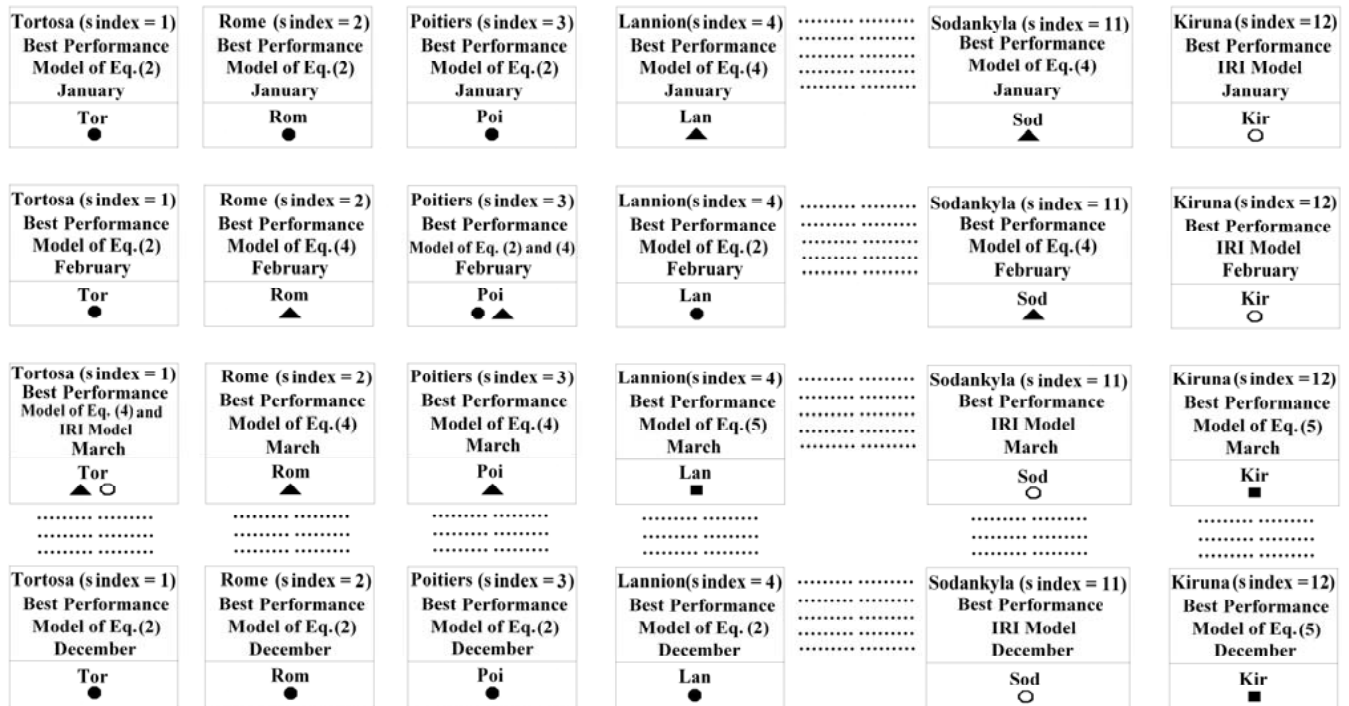 Tortosa (s index = 1)
Best Performance
Model of Eq.(2)
January
Tor
Rome (s index = 2)
Best Performance
Model of Eq.(2)
January
Rom
Poitiers (s index = 3)
Best Performance
Model of Eq.(2)
January
Poi
Lannion(s index = 4)
Best Performance
Model of Eq.(4)
January
Lan
Sodankyla (s index = 11)
Best Performance
Model of Eq.(4)
January
Sod
Kiruna(s index =12)
Best Performance
IRI Model
January
Kir
Tortosa (s index = 1)
Best Performance
Model of Eq.(2)
February
Tor
Rome (s index = 2)
Best Performance
Model of Eq.(4)
February
Rom
Poitiers (s index = 3)
Best Performance
Model of Eq. (2) and (4)
February
Poi
Lannion(s index = 4)
Best Performance
Model of Eq.(2)
February
Lan
Sodankyla (s index = 11)
Best Performance
Model of Eq.(4)
February
Sod
Kiruna(s index =12)
Best Performance
IRI Model
February
Kir
Tortosa (s index = 1)
Best Performance
Model of Eq. (4) and
IRI Model
March
Tor
Rome (s index = 2)
Best Performance
Model of Eq.(4)
March
Rom
Poitiers (s index = 3)
Best Performance
Model of Eq.(4)
March
Poi
Lannion(s index = 4)
Best Performance
Model of Eq.(5)
March
Lan
Sodankyla (s index = 11)
Best Performance
IRI Model
March
Sod
Kiruna(s index =12)
Best Performance
Model of Eq.(5)
March
Kir
Tortosa (s index = 1)
Best Performance
Model of Eq.(2)
December
Tor
Rome (s index = 2)
Best Performance
Model of Eq.(2)
December
Rom
Poitiers (s index = 3)
Best Performance
Model of Eq.(2)
December
Poi
Lannion(s index = 4)
Best Performance
Model of Eq. (2)
December
Lan
Sodankyla (s index = 11)
Best Performance
IRI Model
December
Sod
Kiruna(s index =12)
Best Performance
Model of Eq.(5)
December
Kir